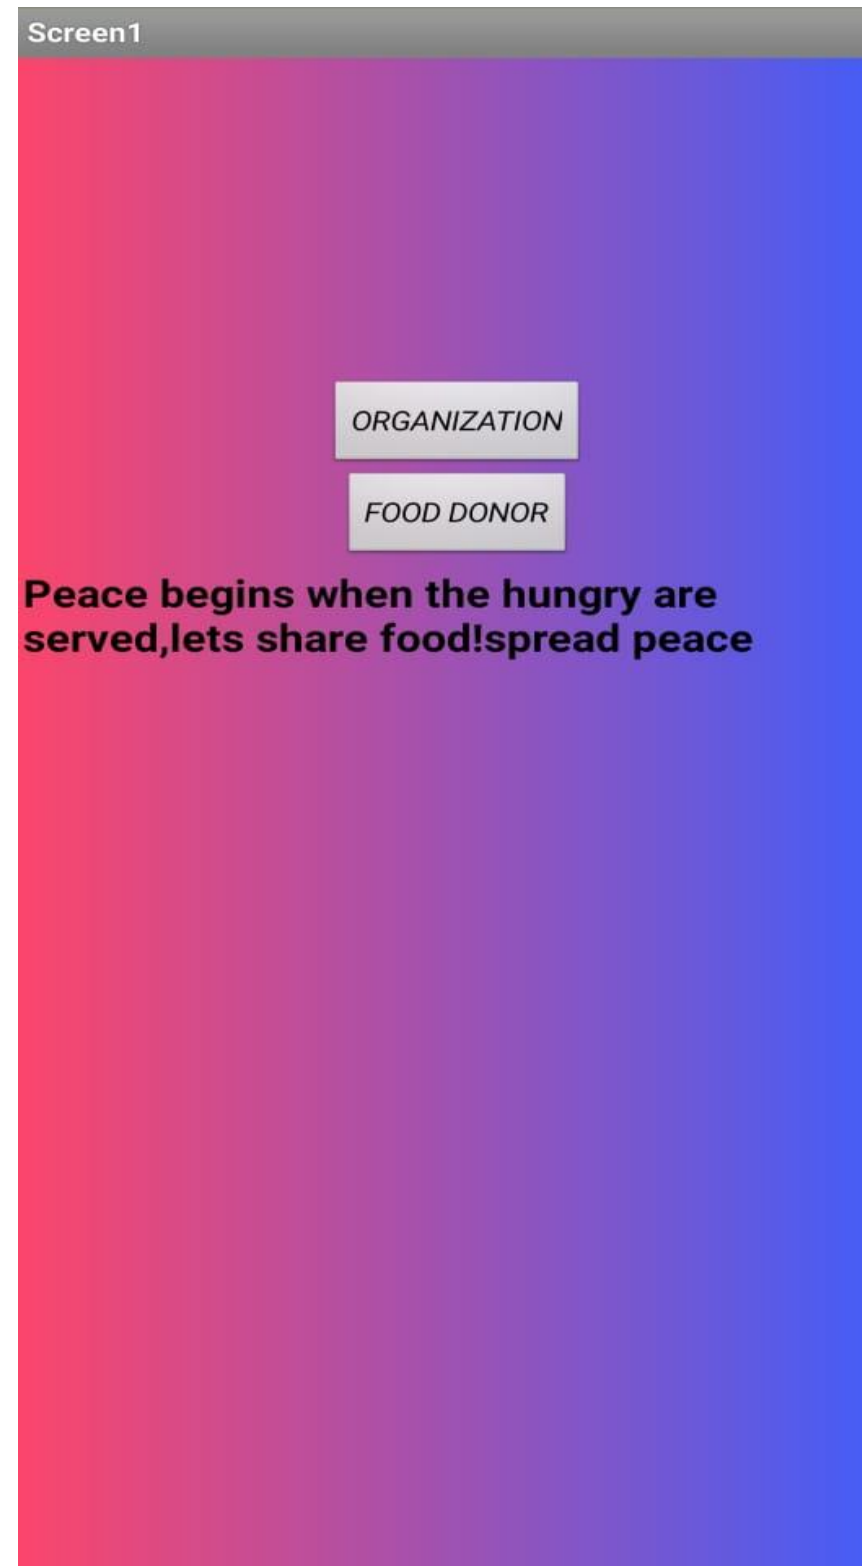 Screen1
ORGANIZATION
FOOD DONOR
Peace begins when the hungry are
served,lets share food!spread peace